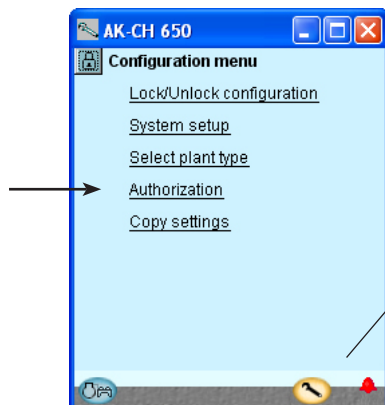 AK-CH 650
Configuration menu
Lock/Unlock configuration
System setup
Select plant type
Authorization
Copy settings